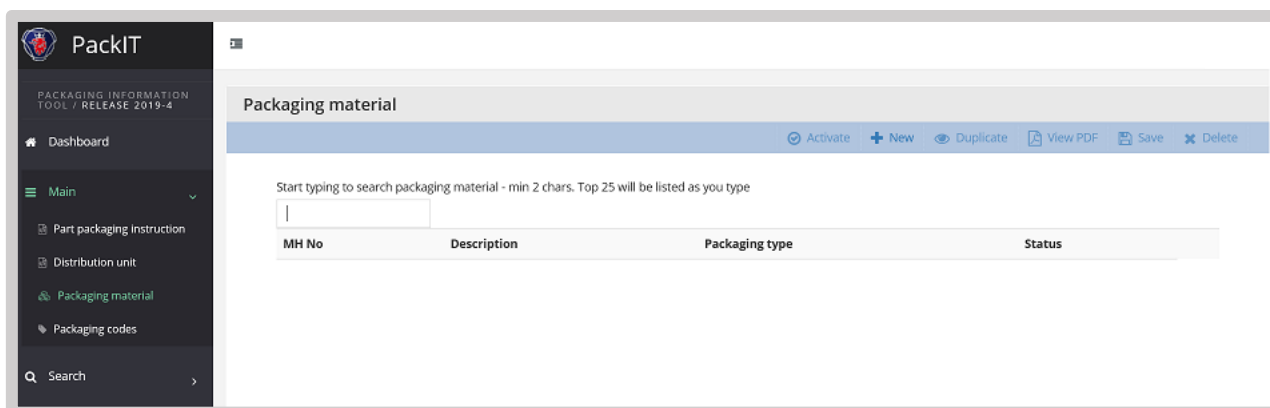 PackIT
PACKAGING INFORMATION
TOOL / RELEASE 2019-4
Dashboard
Main
Part packaging instruction
Distribution unit
Packaging material
Packaging codes
Search
Packaging material
Activate New Duplicate View PDF Save Delete
Start typing to search packaging material - min 2 chars. Top 25 will be listed as you type
MH No Description Packaging type Status